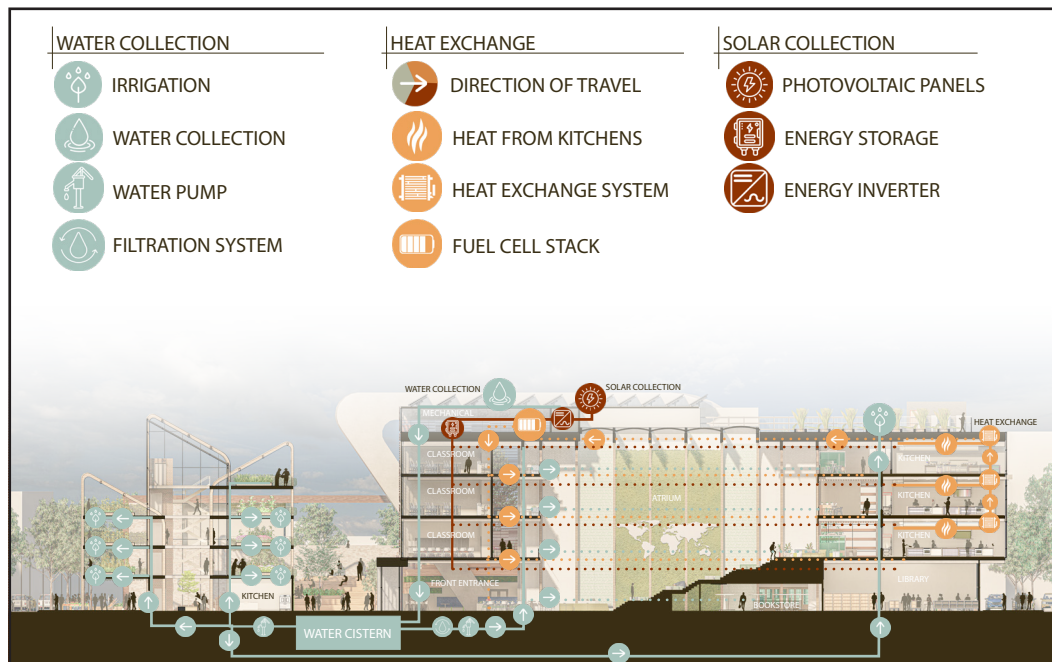 WATER COLLECTION
IRRIGATION
WATER COLLECTION
WATER PUMP
FILTRATION SYSTEM
HEAT EXCHANGE
DIRECTION OF TRAVEL
HEAT FROM KITCHENS
HEAT EXCHANGE SYSTEM
FUEL CELL STACK
SOLAR COLLECTION
PHOTOVOLTAIC PANELS
ENERGY STORAGE
ENERGY INVERTER
WATER COLLECTION
SOLAR COLLECTION
MECHANICAL
HEAT EXCHANGE
CLASSROOM
KITCHEN
CLASSROOM
ATRIUM
KITCHEN
CLASSROOM
KITCHEN
FRONT ENTRANCE
LIBRARY
KITCHEN
BOOKSTORE
WATER CISTERN